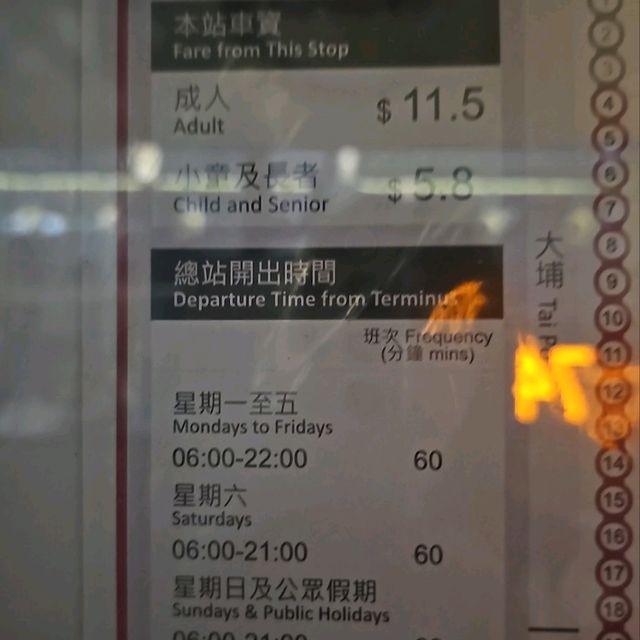 本站車資
Fare from This Stop
成人
Adult
$ 11.5
小童及長者
Child and Senior
$ 5.8
總站開出時間
Departure Time from Terminus
班次 Frequency
(分鐘 mins)
星期一至五
Mondays to Fridays
06:00-22:00 60
星期六
Saturdays
06:00-21:00 60
星期日及公眾假期
Sundays & Public Holidays
大埔 Tai
2
3
4
5
6
7
8
9
10
11
12
13
14
15
16
17
18